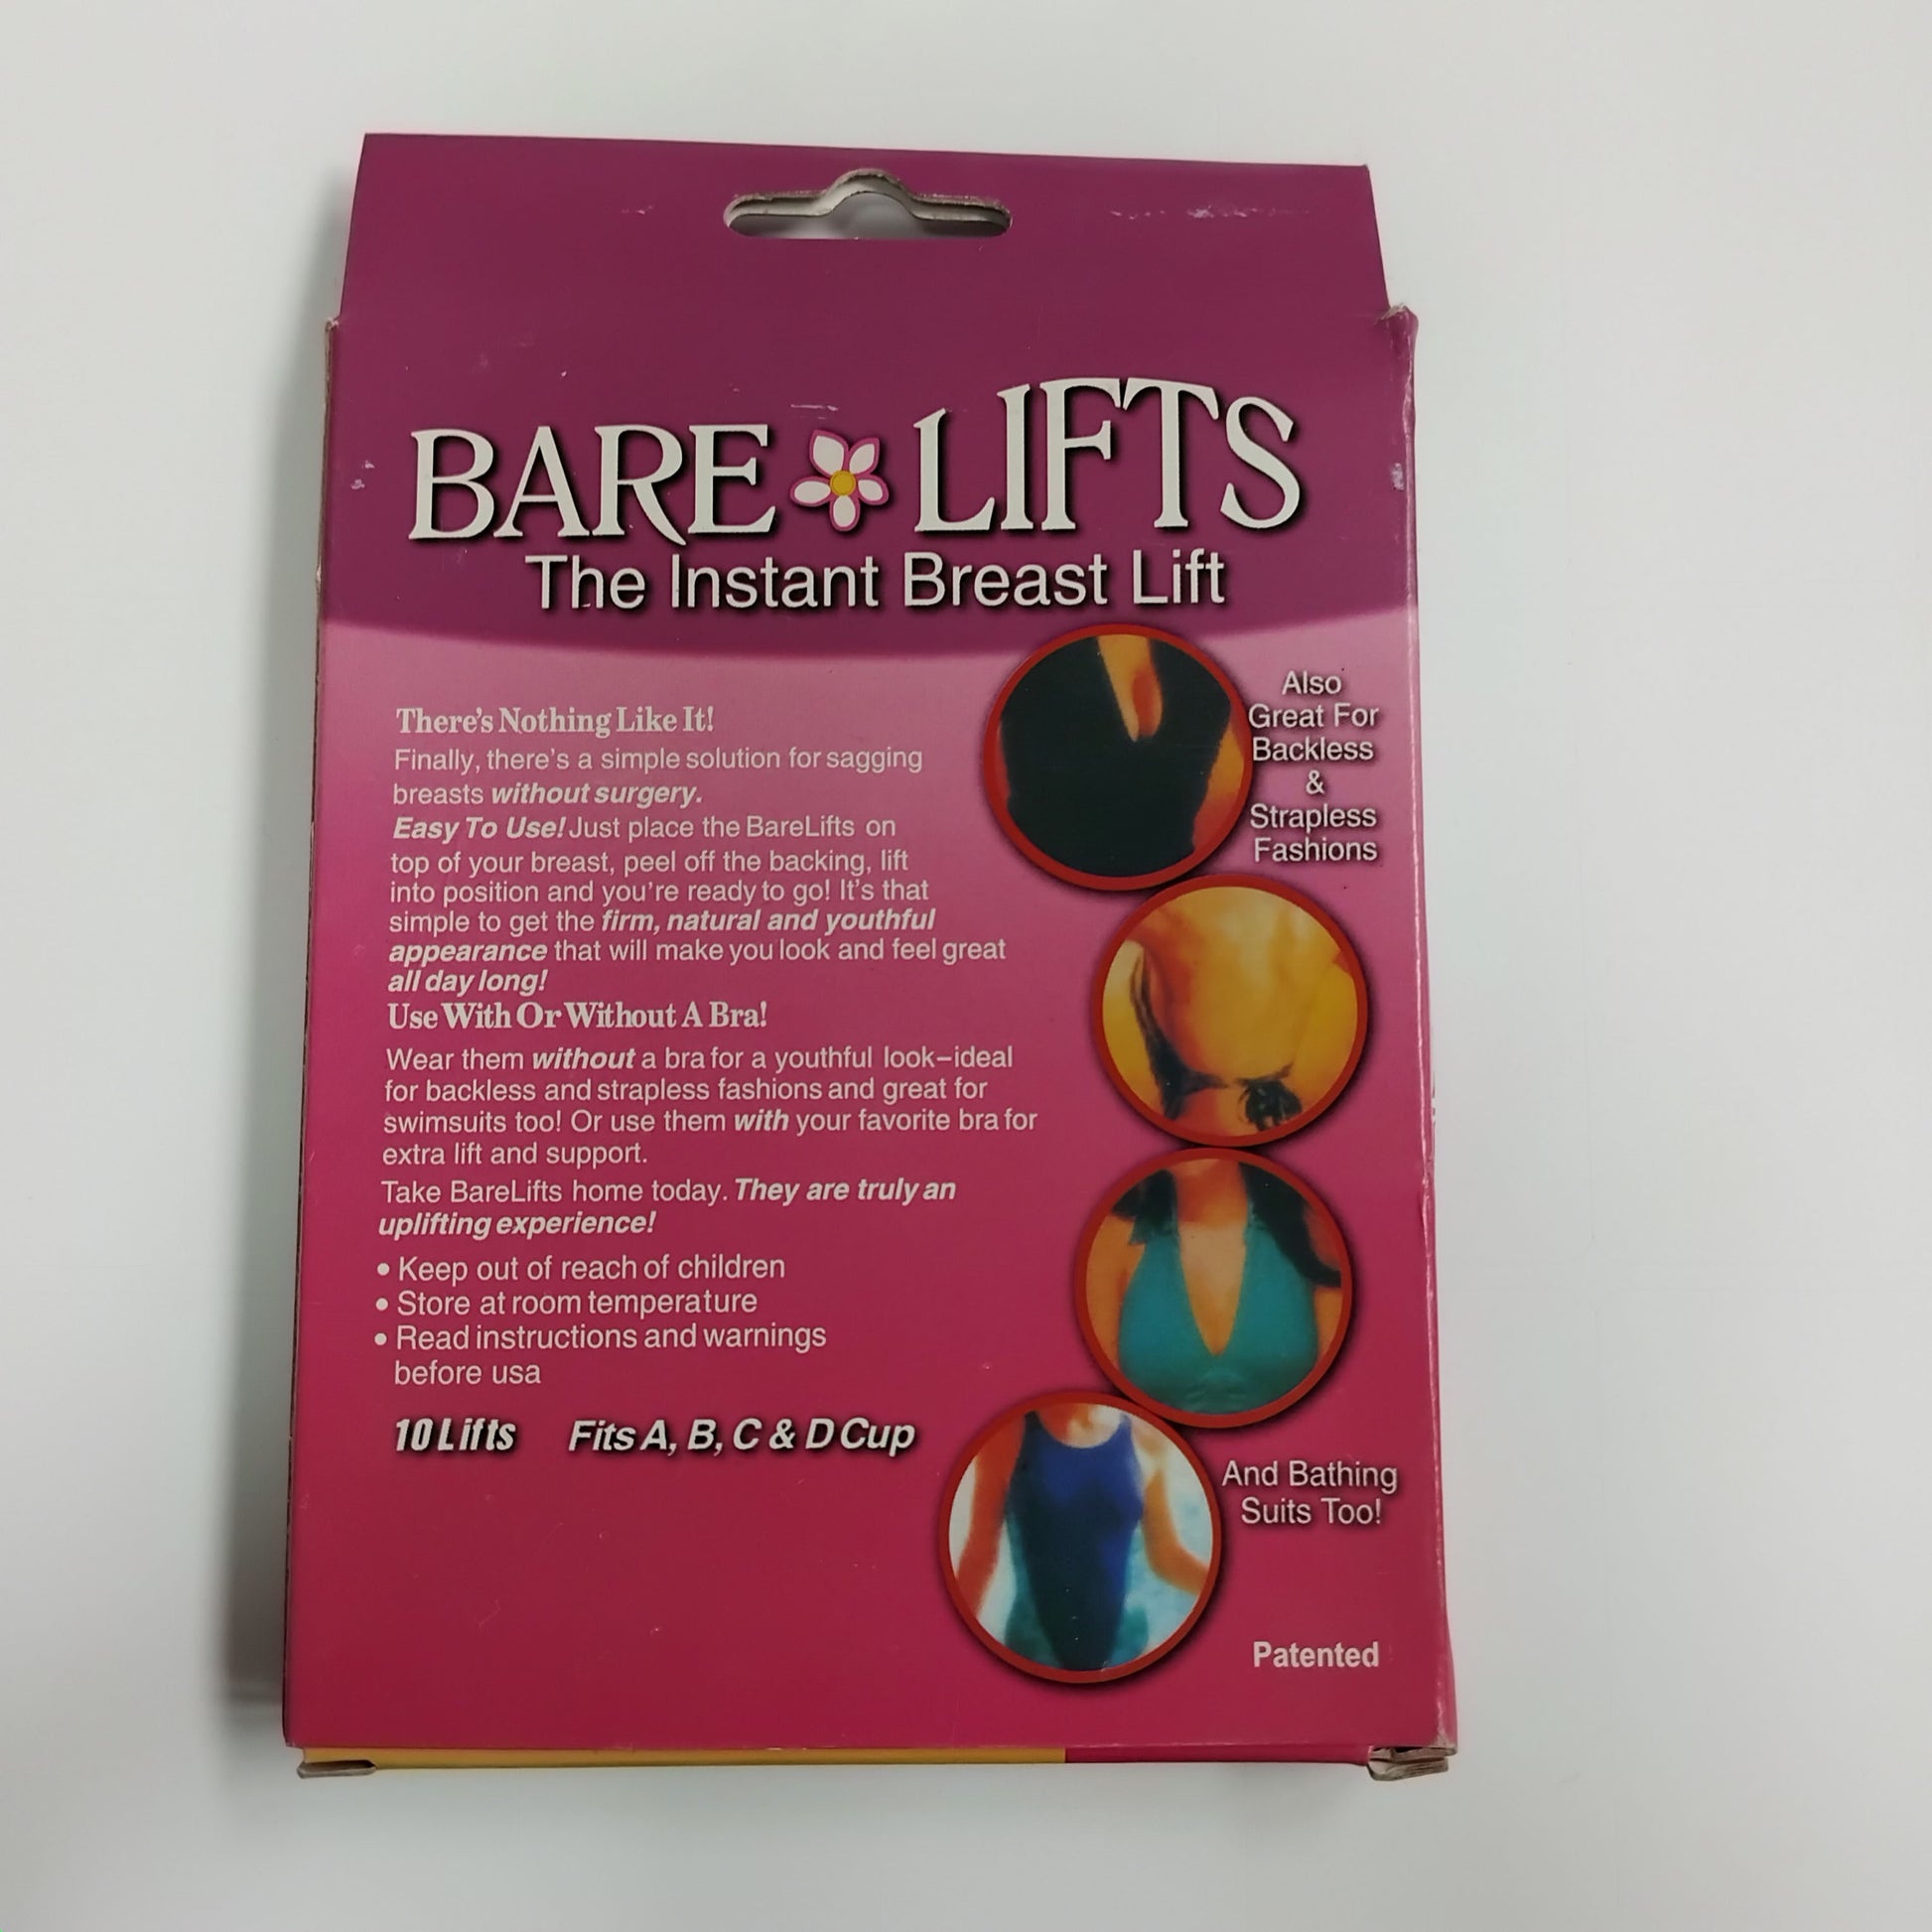 BARE LIFTS
The Instant Breast Lift
There's Nothing Like It!
Finally, there's a simple solution for sagging
breasts without surgery.
Easy To Use! Just place the BareLifts on
top of your breast, peel off the backing, lift
into position and you're ready to go! It's that
simple to get the firm, natural and youthful
appearance that will make you look and feel great
all day long!
Use With Or Without A Bra!
Wear them without a bra for a youthful look–ideal
for backless and strapless fashions and great for
swimsuits too! Or use them with your favorite bra for
extra lift and support.
Take BareLifts home today. They are truly an
uplifting experience!
• Keep out of reach of children
• Store at room temperature
• Read instructions and warnings
before usa
10 Lifts Fits A, B, C & D Cup
Also
Great For
Backless
&
Strapless
Fashions
And Bathing
Suits Too!
Patented